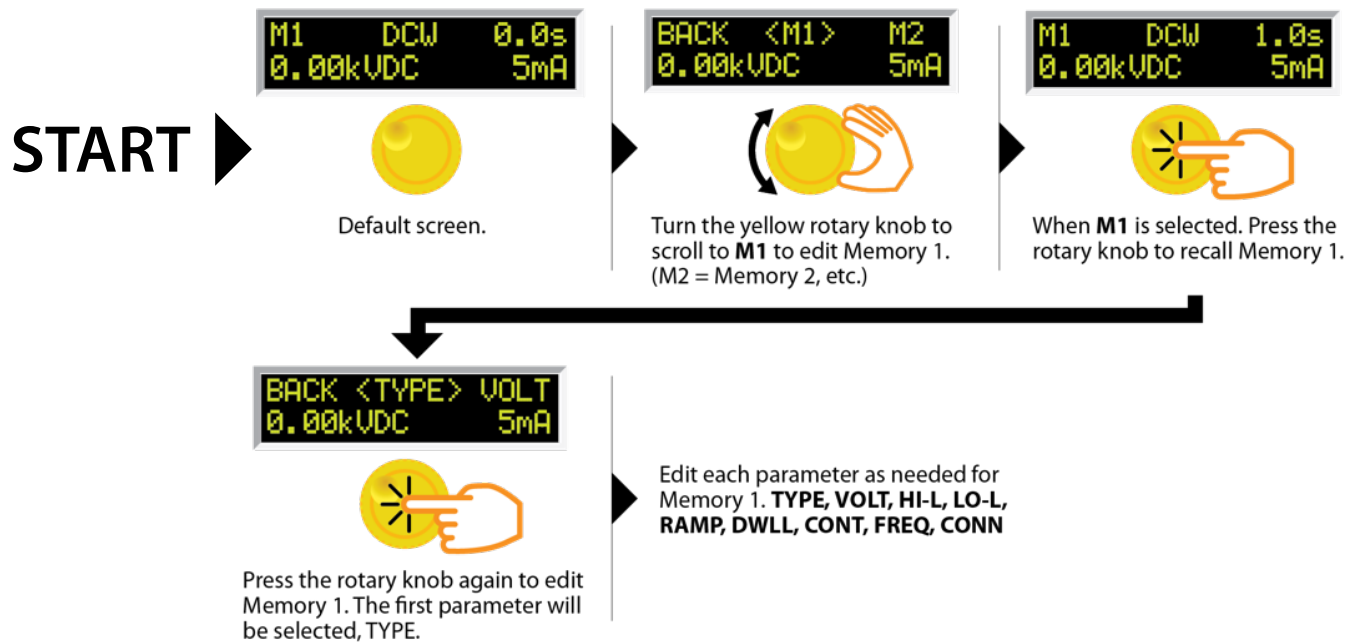 START
M1 DCW 0.0s
0.00kVDC 5mA
Default screen.
BACK <M1> M2
0.00kVDC 5mA
Turn the yellow rotary knob to
scroll to M1 to edit Memory 1.
(M2 = Memory 2, etc.)
M1 DCW 1.0s
0.00kVDC 5mA
When M1 is selected. Press the
rotary knob to recall Memory 1.
BACK <TYPE> VOLT
0.00kVDC 5mA
Press the rotary knob again to edit
Memory 1. The first parameter will
be selected, TYPE.
Edit each parameter as needed for
Memory 1. TYPE, VOLT, HI-L, LO-L,
RAMP, DWLL, CONT, FREQ, CONN